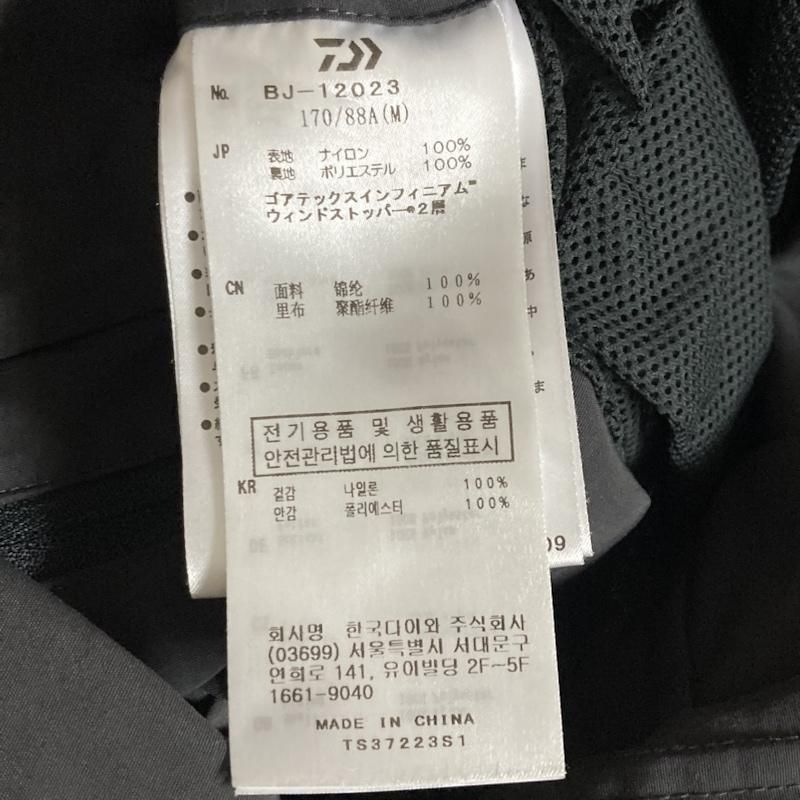 No. BJ-12023
170/88A(M)
JP 表地 ナイロン 100%
裏地 ポリエステル 100%
ゴアテックスインフィニアム™
ウィンドストッパー®2層
CN 面料 锦纶 100%
里布 聚酯纤维 100%
전기용품 및 생활용품
안전관리법에 의한 품질표시
KR 겉감 나일론 100%
안감 폴리에스터 100%
회사명 한국다이와 주식회사
(03699) 서울특별시 서대문구
연희로 141, 유이빌딩 2F~5F
1661-9040
MADE IN CHINA
TS37223S1
09